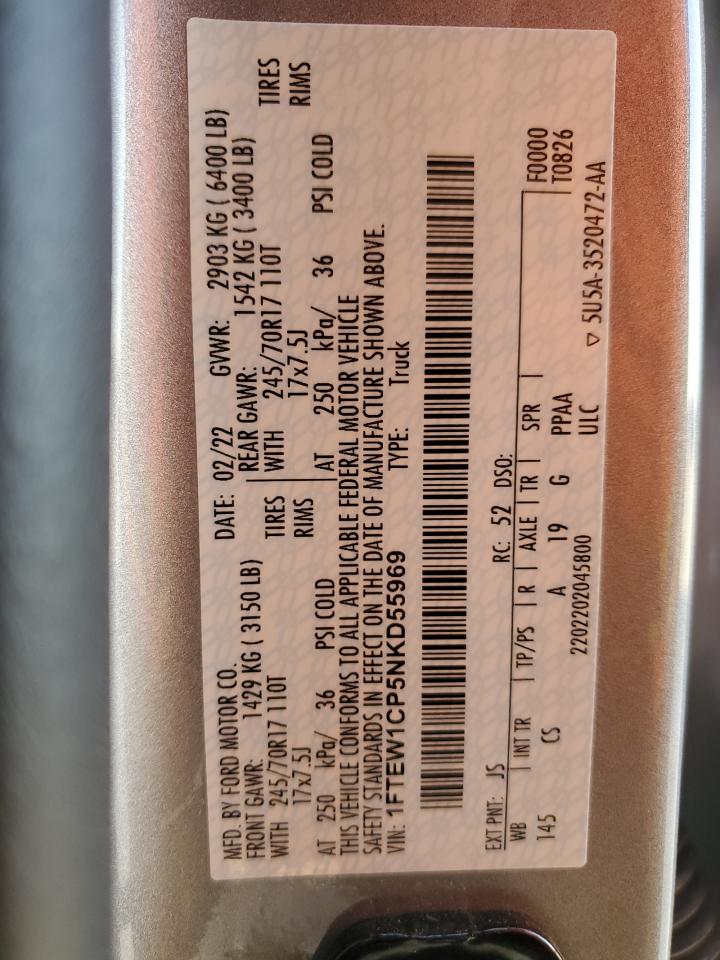 MFD. BY FORD MOTOR CO. DATE: 02/22 GVWR: 2903 KG ( 6400 LB)
FRONT GAWR: 1429 KG ( 3150 LB) REAR GAWR: 1542 KG ( 3400 LB)
WITH 245/70R17 110T TIRES WITH 245/70R17 110T TIRES
17x7.5J RIMS 17x7.5J RIMS
AT 250 kPa/ 36 PSI COLD AT 250 kPa/ 36 PSI COLD
THIS VEHICLE CONFORMS TO ALL APPLICABLE FEDERAL MOTOR VEHICLE
SAFETY STANDARDS IN EFFECT ON THE DATE OF MANUFACTURE SHOWN ABOVE.
VIN: 1FTEW1CP5NKD55969 TYPE: Truck
EXT PNT: JS RC: 52 DSO: F0000
WB INT TR TP/PS R AXLE TR SPR T0826
145 CS A 19 G PPAA
2202202045800 ULC ▽ 5U5A-3520472-AA